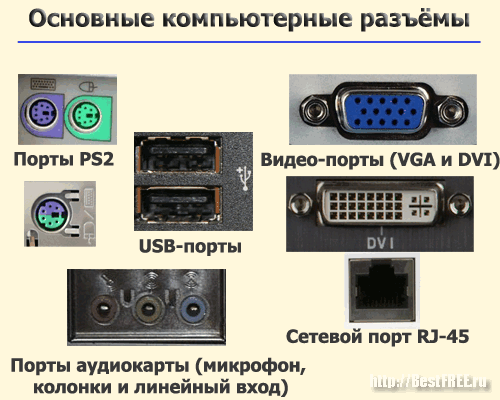 Основные компьютерные разъёмы
Порты PS2
Видео-порты (VGA и DVI)
USB-порты
DVI
Сетевой порт RJ-45
Порты аудиокарты (микрофон,
колонки и линейный вход)
http://BestFREE.ru